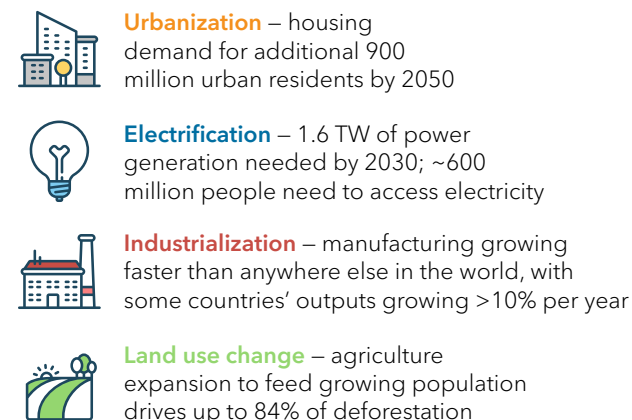 Urbanization – housing
demand for additional 900
million urban residents by 2050
Electrification – 1.6 TW of power
generation needed by 2030; ~600
million people need to access electricity
Industrialization – manufacturing growing
faster than anywhere else in the world, with
some countries’ outputs growing >10% per year
Land use change – agriculture
expansion to feed growing population
drives up to 84% of deforestation